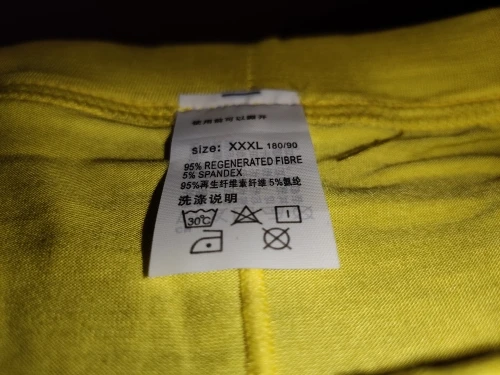 size: XXXL 180/90
95% REGENERATED FIBRE
5% SPANDEX
95%再生纤维素纤维 5%氨纶
洗涤说明
30℃